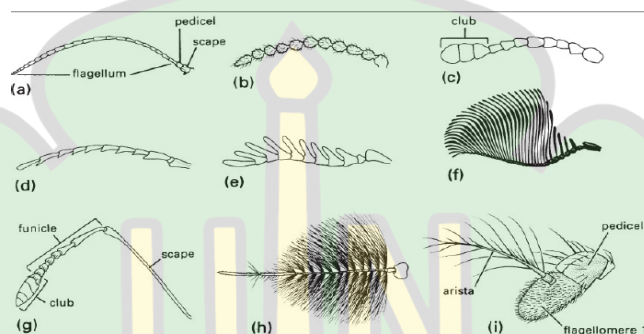 pedicel
scape
flagellum
(a)
(b)
club
(c)
(d)
(e)
(f)
funicle
scape
club
(g)
(h)
pedicel
arista
flagellomere
(i)